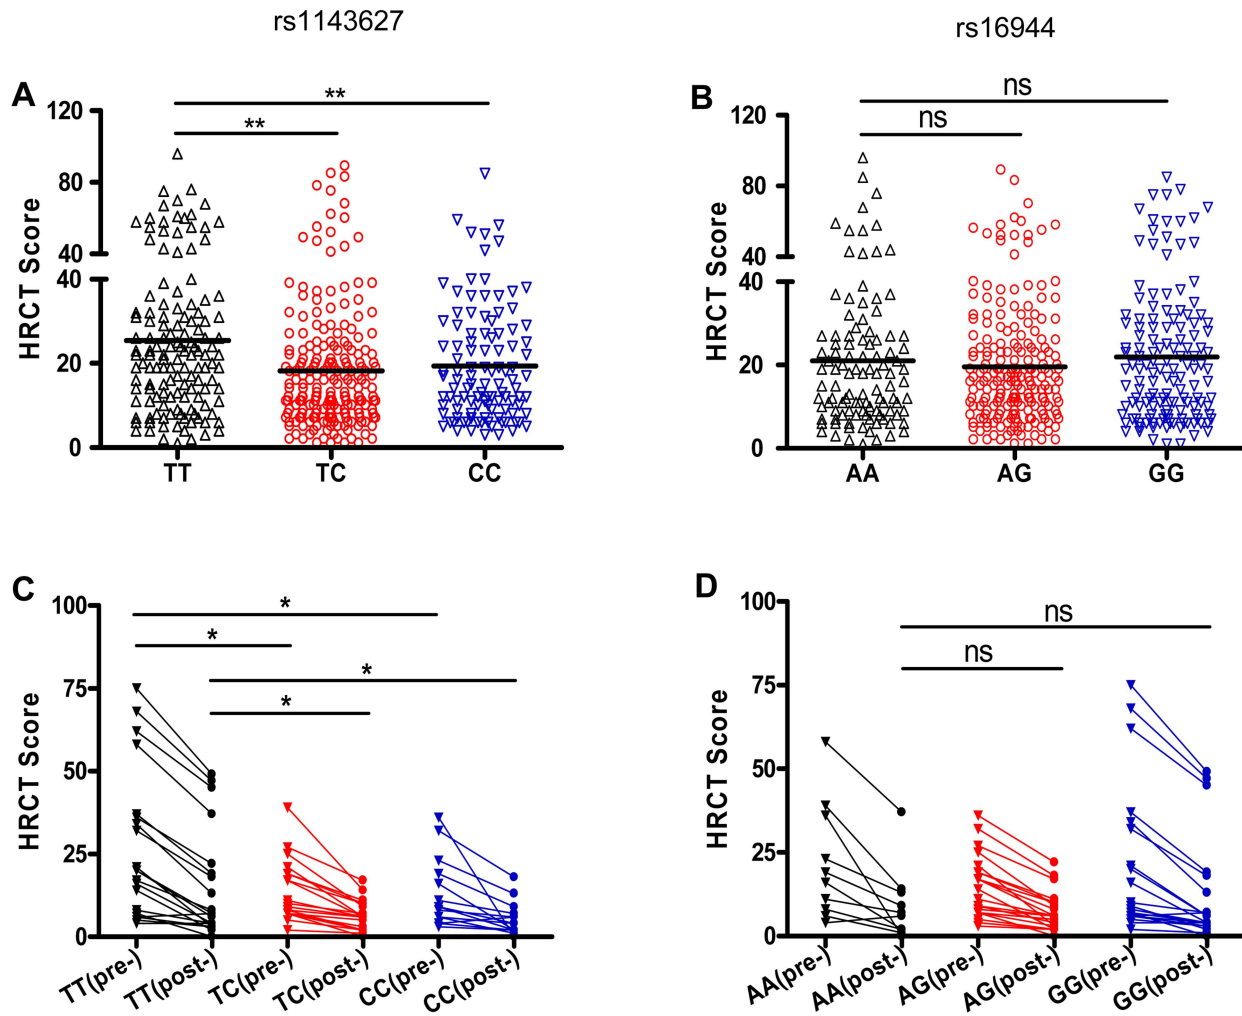 rs1143627
rs16944
A
**
**
HRCT Score
120
80
40
40
20
0
TT
TC
CC
B
ns
ns
HRCT Score
120
80
40
40
20
0
AA
AG
GG
C
*
*
*
*
HRCT Score
100
75
50
25
0
TT(pre-)
TT(post-)
TC(pre-)
TC(post-)
CC(pre-)
CC(post-)
D
ns
ns
HRCT Score
100
75
50
25
0
AA(pre-)
AA(post-)
AG(pre-)
AG(post-)
GG(pre-)
GG(post-)